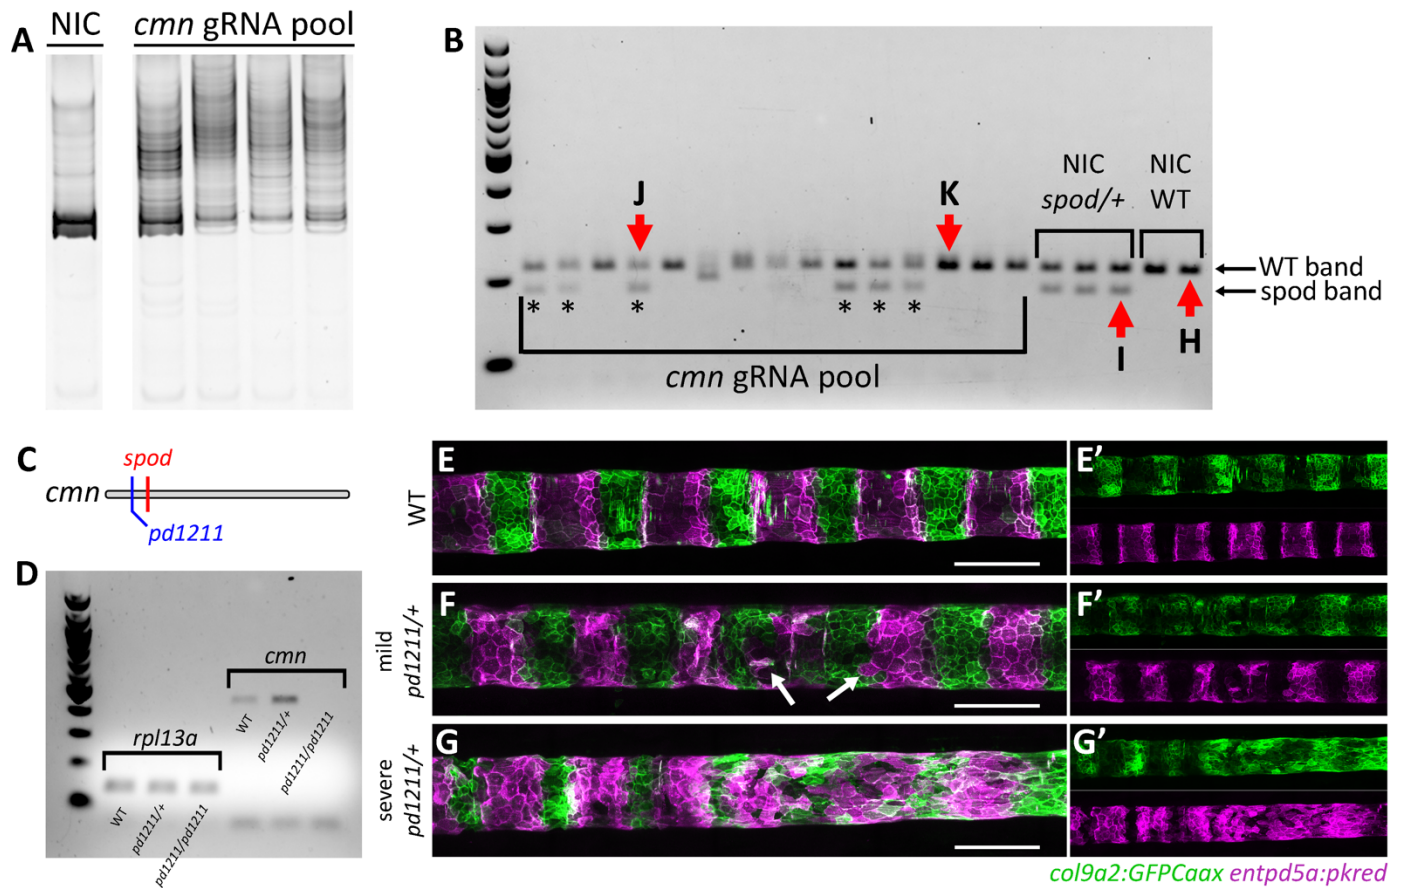 A
NIC
cmn gRNA pool
B
J
K
NIC
spod/+
NIC
WT
WT band
spod band
* * * * * *
I
H
cmn gRNA pool
C
spod
cmn
pd1211
D
cmn
WT
pd1211/+
pd1211/pd1211
rpl13a
WT
pd1211/+
pd1211/pd1211
E
WT
E’
F
mild
pd1211/+
F’
G
severe
pd1211/+
G’
col9a2:GFPCaax entpd5a:pkred